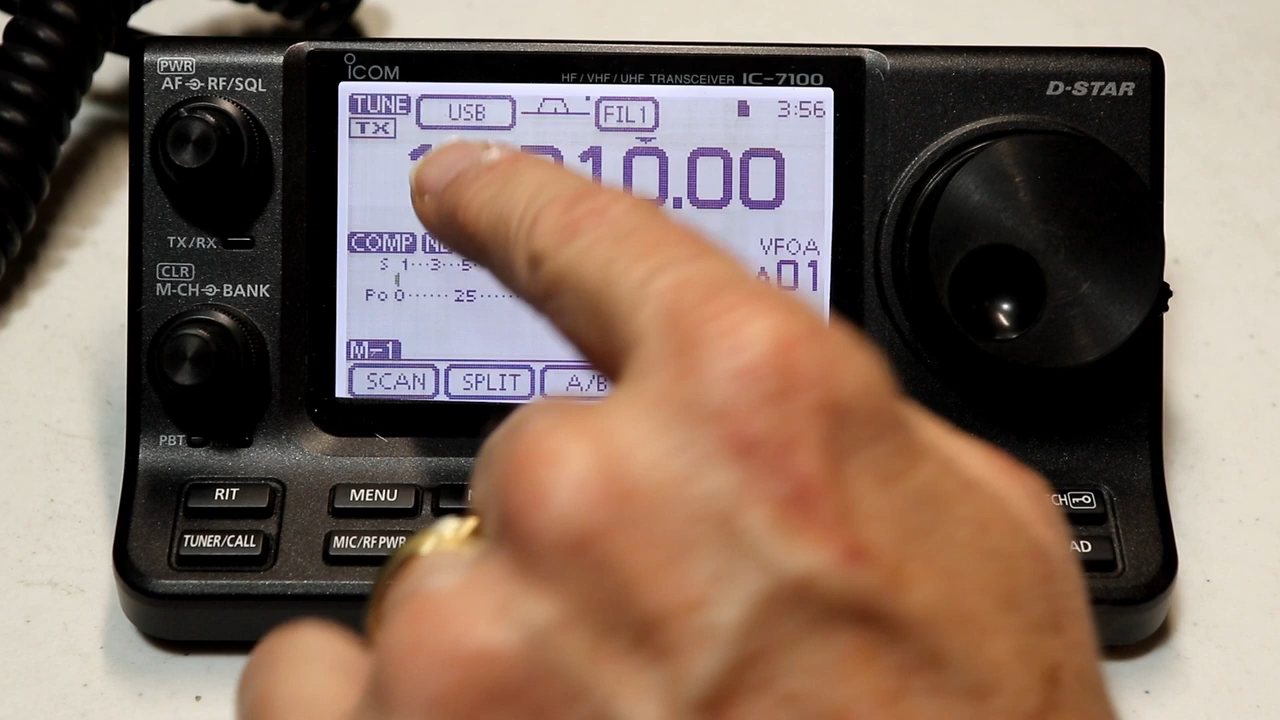 PWR
AF RF/SQL
ICOM
HF/VHF/UHF TRANSCEIVER IC-7100
D-STAR
TUNE USB FIL1 3:56
TX
10.00
TX/RX
COMP
VFOA
S 1···3···5
01
CLR
M-CH BANK
Po 0······ 25
M-1
SCAN SPLIT A/B
PBT
RIT MENU
TUNER/CALL MIC/RF PWR